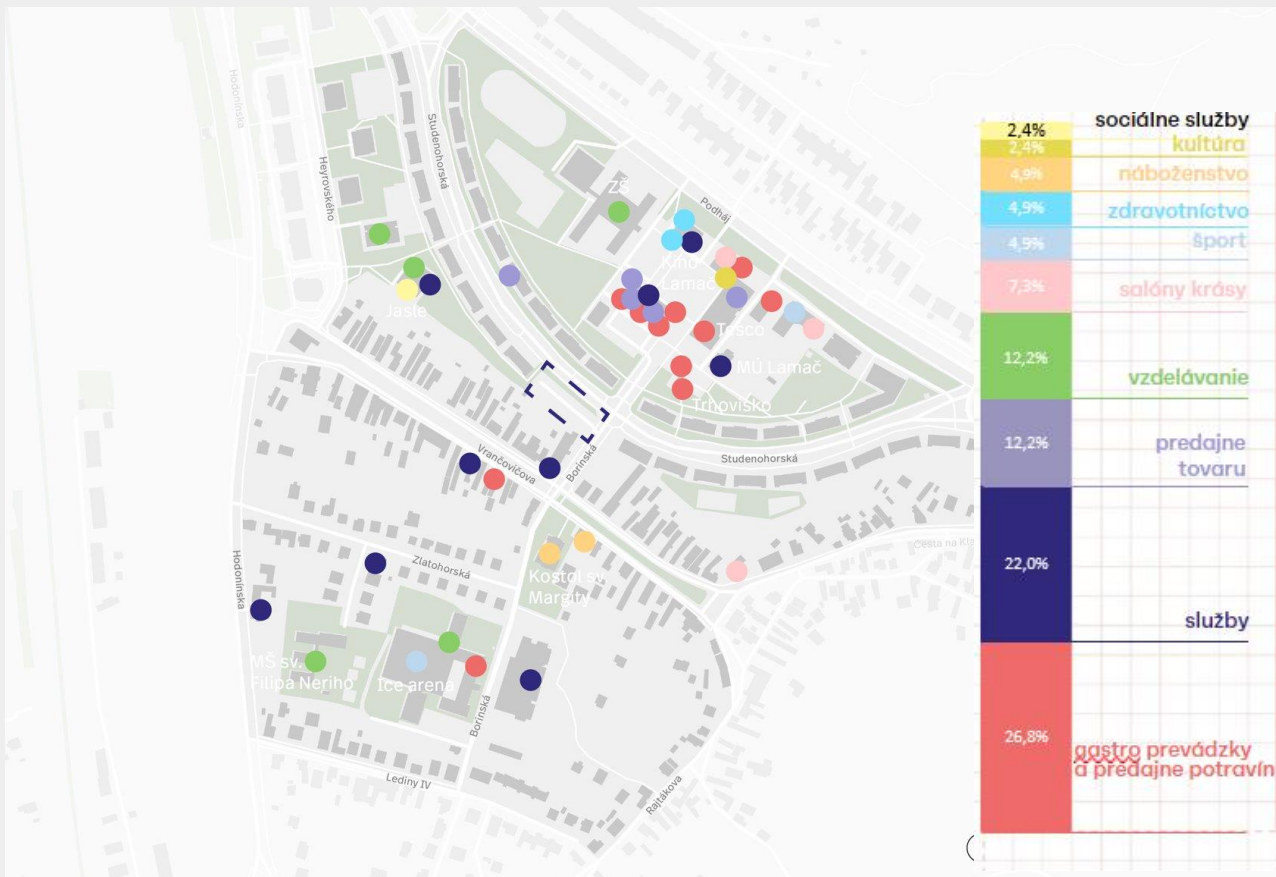 Hodonínska
Heyrovského
Studenohorská
ZŠ
Podháj
Kino
Lamač
Jasle
Tesco
MÚ Lamač
Trhovisko
Vrančovičova
Borinská
Studenohorská
Hodonínska
Zlatohorská
Kostol sv.
Margity
MŠ sv.
Filipa Neriho
Ice arena
Borinská
Lediny IV
Rajtákova
sociálne služby
2,4%
kultúra
2,4%
náboženstvo
4,9%
zdravotníctvo
4,9%
šport
4,9%
salóny krásy
7,3%
vzdelávanie
12,2%
predajne
tovaru
12,2%
služby
22,0%
gastro prevádzky
a predajne potravín
26,8%